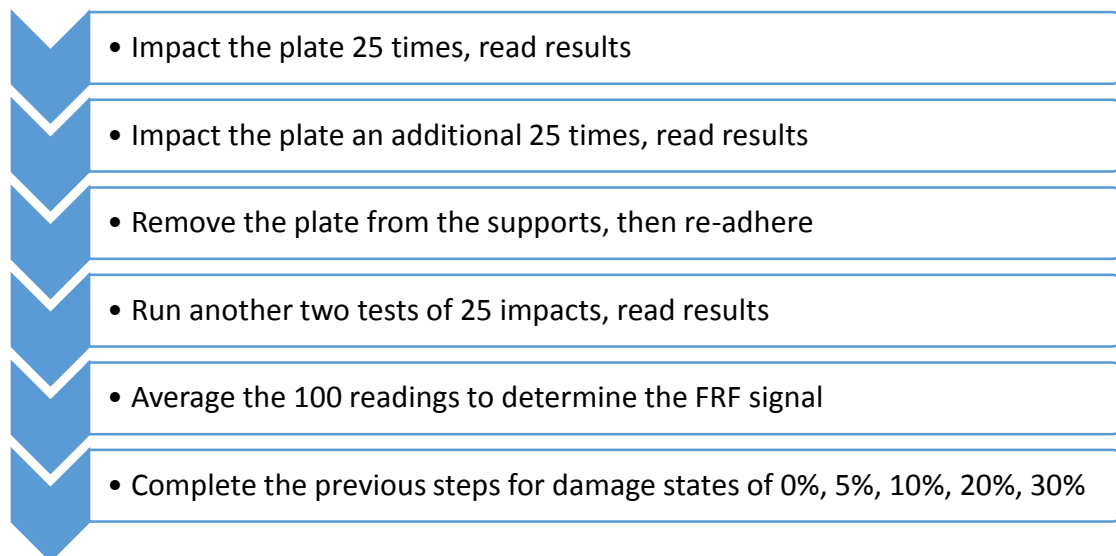 • Impact the plate 25 times, read results
• Impact the plate an additional 25 times, read results
• Remove the plate from the supports, then re-adhere
• Run another two tests of 25 impacts, read results
• Average the 100 readings to determine the FRF signal
• Complete the previous steps for damage states of 0%, 5%, 10%, 20%, 30%